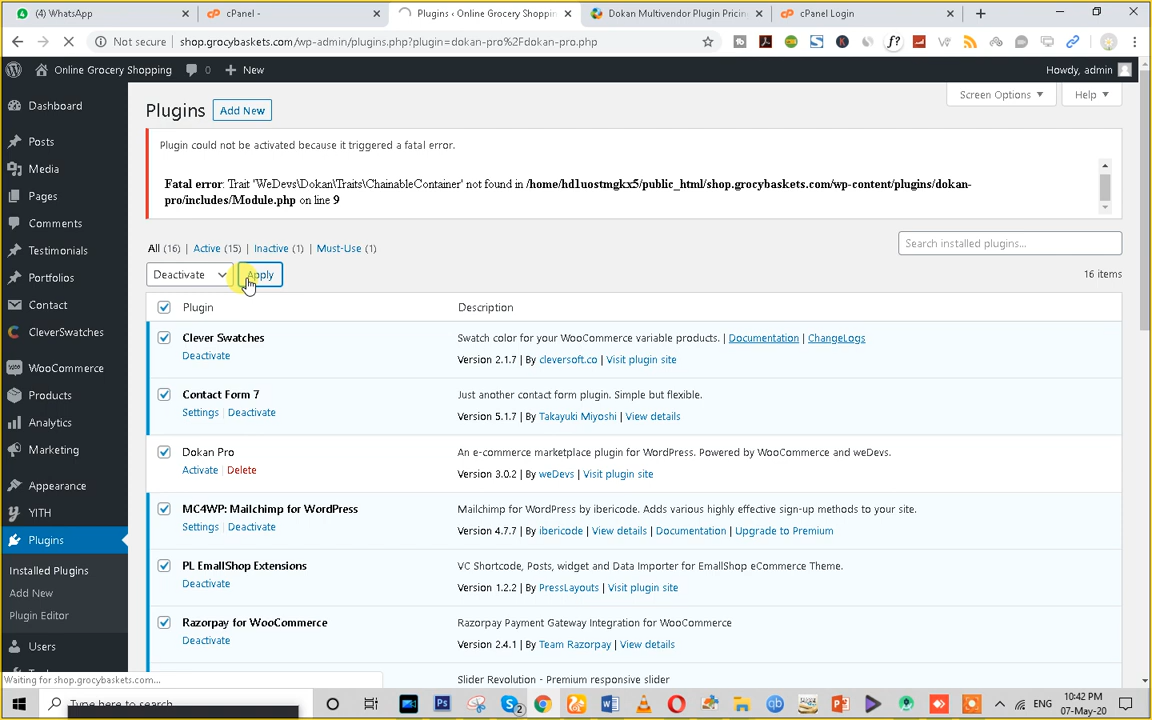 (4) WhatsApp
cPanel -
Plugins ‹ Online Grocery Shoppin
Dokan Multivendor Plugin Pricin
cPanel Login
Not secure
shop.grocybaskets.com/wp-admin/plugins.php?plugin=dokan-pro%2Fdokan-pro.php
Online Grocery Shopping
0
New
Howdy, admin
Dashboard
Posts
Media
Pages
Comments
Testimonials
Portfolios
Contact
CleverSwatches
WooCommerce
Products
Analytics
Marketing
Appearance
YITH
Plugins
Installed Plugins
Add New
Plugin Editor
Users
Plugins
Add New
Screen Options
Help
Plugin could not be activated because it triggered a fatal error.
Fatal error: Trait 'WeDevs\Dokan\Traits\ChainableContainer' not found in /home/hd1uostmgkx5/public_html/shop.grocybaskets.com/wp-content/plugins/dokan-
pro/includes/Module.php on line 9
All (16) | Active (15) | Inactive (1) | Must-Use (1)
Search installed plugins...
Deactivate
Apply
16 items
Plugin
Description
Clever Swatches
Deactivate
Swatch color for your WooCommerce variable products. | Documentation | ChangeLogs
Version 2.1.7 | By cleversoft.co | Visit plugin site
Contact Form 7
Settings | Deactivate
Just another contact form plugin. Simple but flexible.
Version 5.1.7 | By Takayuki Miyoshi | View details
Dokan Pro
Activate | Delete
An e-commerce marketplace plugin for WordPress. Powered by WooCommerce and weDevs.
Version 3.0.2 | By weDevs | Visit plugin site
MC4WP: Mailchimp for WordPress
Settings | Deactivate
Mailchimp for WordPress by ibericode. Adds various highly effective sign-up methods to your site.
Version 4.7.7 | By ibericode | View details | Documentation | Upgrade to Premium
PL EmallShop Extensions
Deactivate
VC Shortcode, Posts, widget and Data Importer for EmallShop eCommerce Theme.
Version 1.2.2 | By PressLayouts | Visit plugin site
Razorpay for WooCommerce
Deactivate
Razorpay Payment Gateway Integration for WooCommerce
Version 2.4.1 | By Team Razorpay | View details
Slider Revolution - Premium responsive slider
Waiting for shop.grocybaskets.com...
Type here to search
ENG
10:42 PM
07-May-20